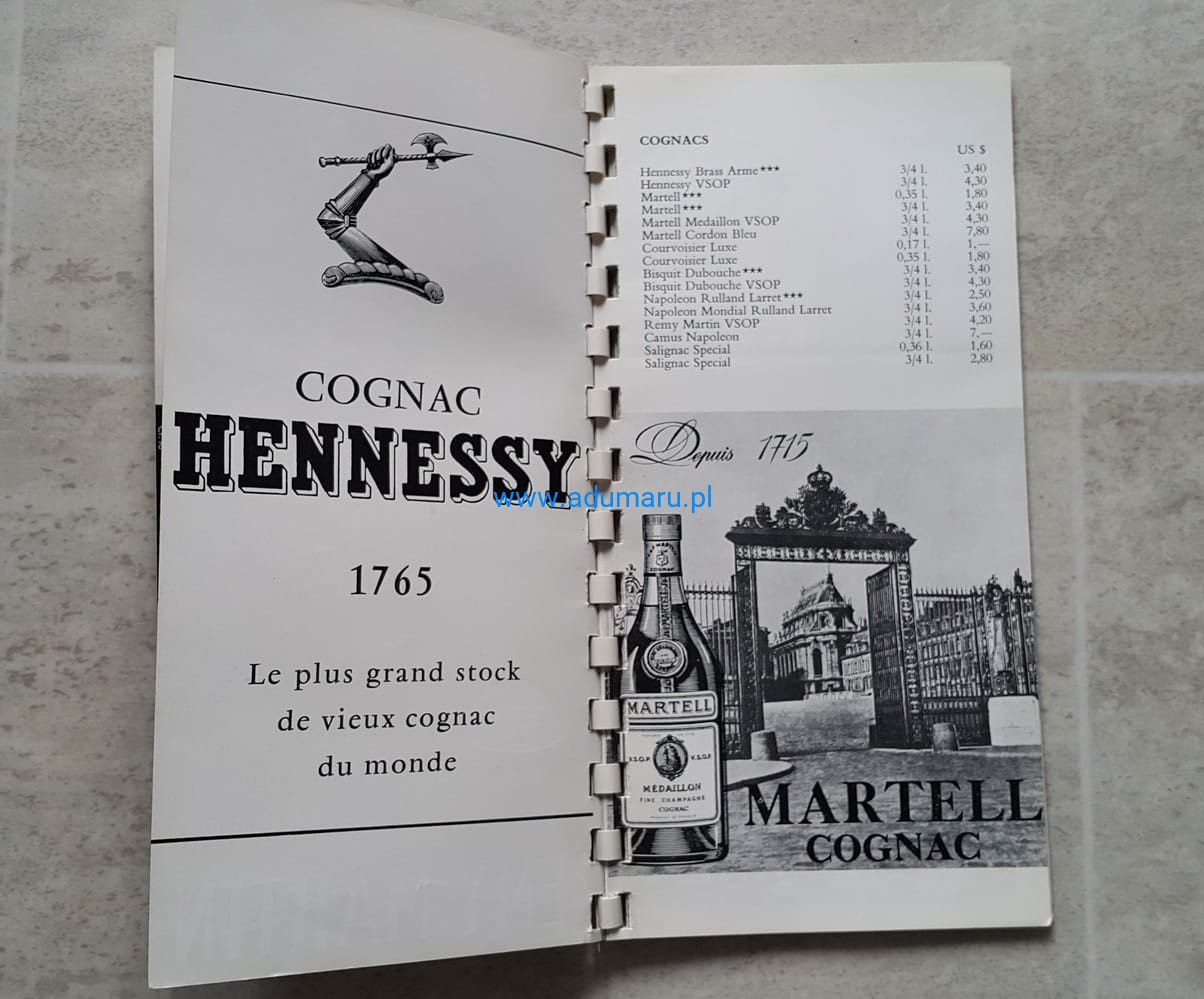 COGNAC
HENNESSY
1765
Le plus grand stock
de vieux cognac
du monde
COGNACS
US $
Hennessy Brass Arme*** 3/4 l. 3,40
Hennessy VSOP 3/4 l. 4,30
Martell*** 0,35 l. 1,80
Martell*** 3/4 l. 3,40
Martell Medaillon VSOP 3/4 l. 4,30
Martell Cordon Bleu 3/4 l. 7,80
Courvoisier Luxe 0,17 l. 1,—
Courvoisier Luxe 0,35 l. 1,80
Bisquit Dubouche*** 3/4 l. 3,40
Bisquit Dubouche VSOP 3/4 l. 4,30
Napoleon Rulland Larret*** 3/4 l. 2,50
Napoleon Mondial Rulland Larret 3/4 l. 3,60
Remy Martin VSOP 3/4 l. 4,20
Camus Napoleon 3/4 l. 7,—
Salignac Special 0,36 l. 1,60
Salignac Special 3/4 l. 2,80
Depuis 1715
MARTELL
V.S.O.P V.S.O.P
MEDAILLON
FINE CHAMPAGNE
COGNAC
MARTELL
COGNAC
www.adumaru.pl